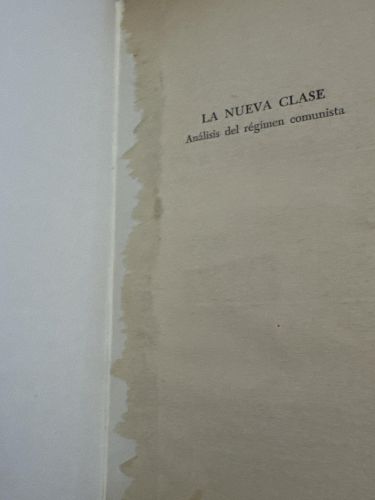 LA NUEVA CLASE
Análisis del régimen comunista